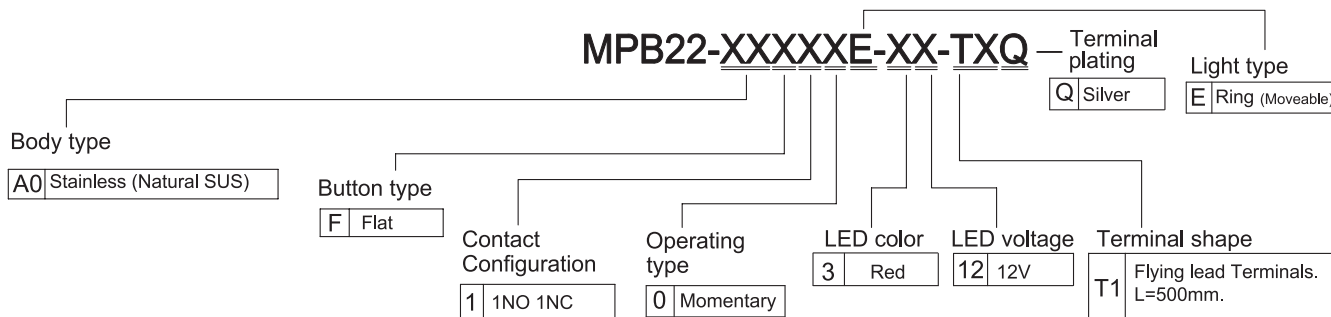 MPB22-XXXXXE-XX-TXQ
Terminal
plating
Q Silver
Light type
E Ring (Moveable)
Body type
A0 Stainless (Natural SUS)
Button type
F Flat
Contact
Configuration
1 1NO 1NC
Operating
type
0 Momentary
LED color
3 Red
LED voltage
12 12V
Terminal shape
T1 Flying lead Terminals.
L=500mm.